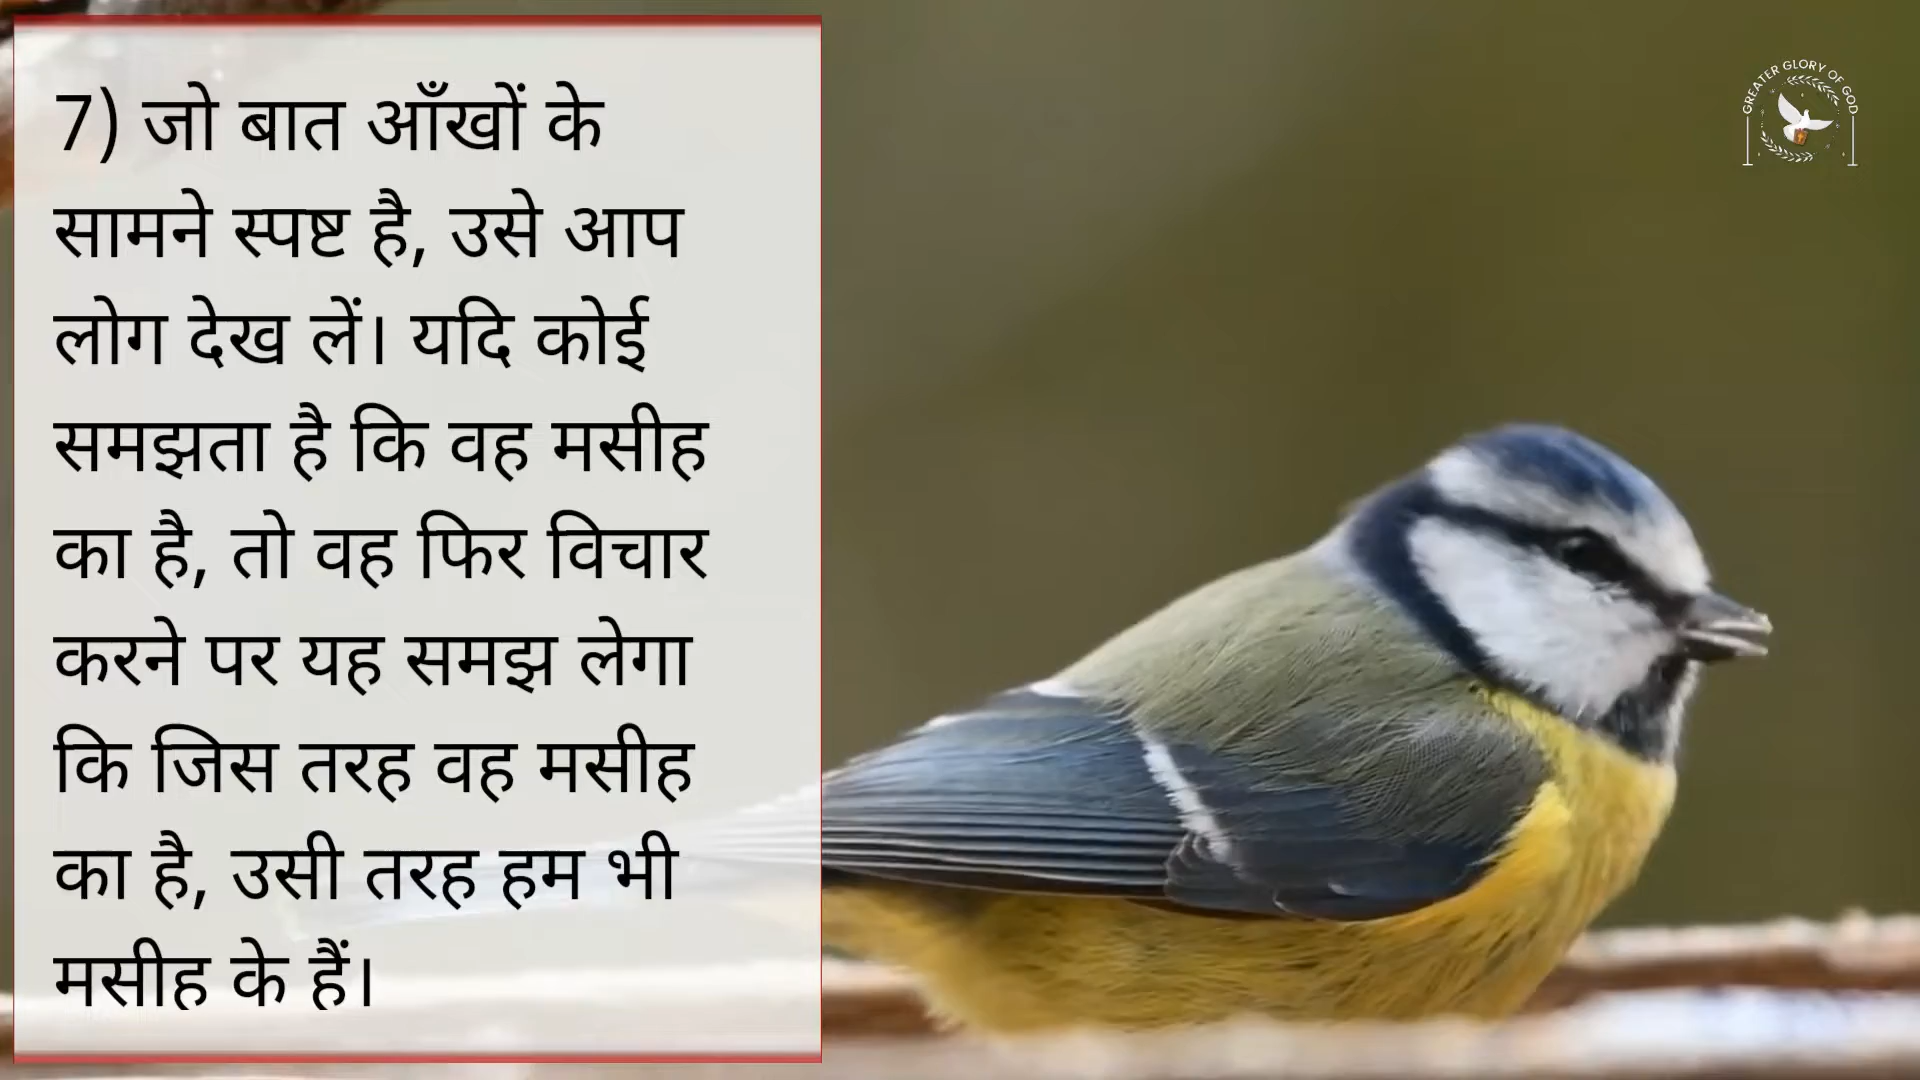 7) जो बात आँखों के
सामने स्पष्ट है, उसे आप
लोग देख लें। यदि कोई
समझता है कि वह मसीह
का है, तो वह फिर विचार
करने पर यह समझ लेगा
कि जिस तरह वह मसीह
का है, उसी तरह हम भी
मसीह के हैं।
GREATER GLORY OF GOD